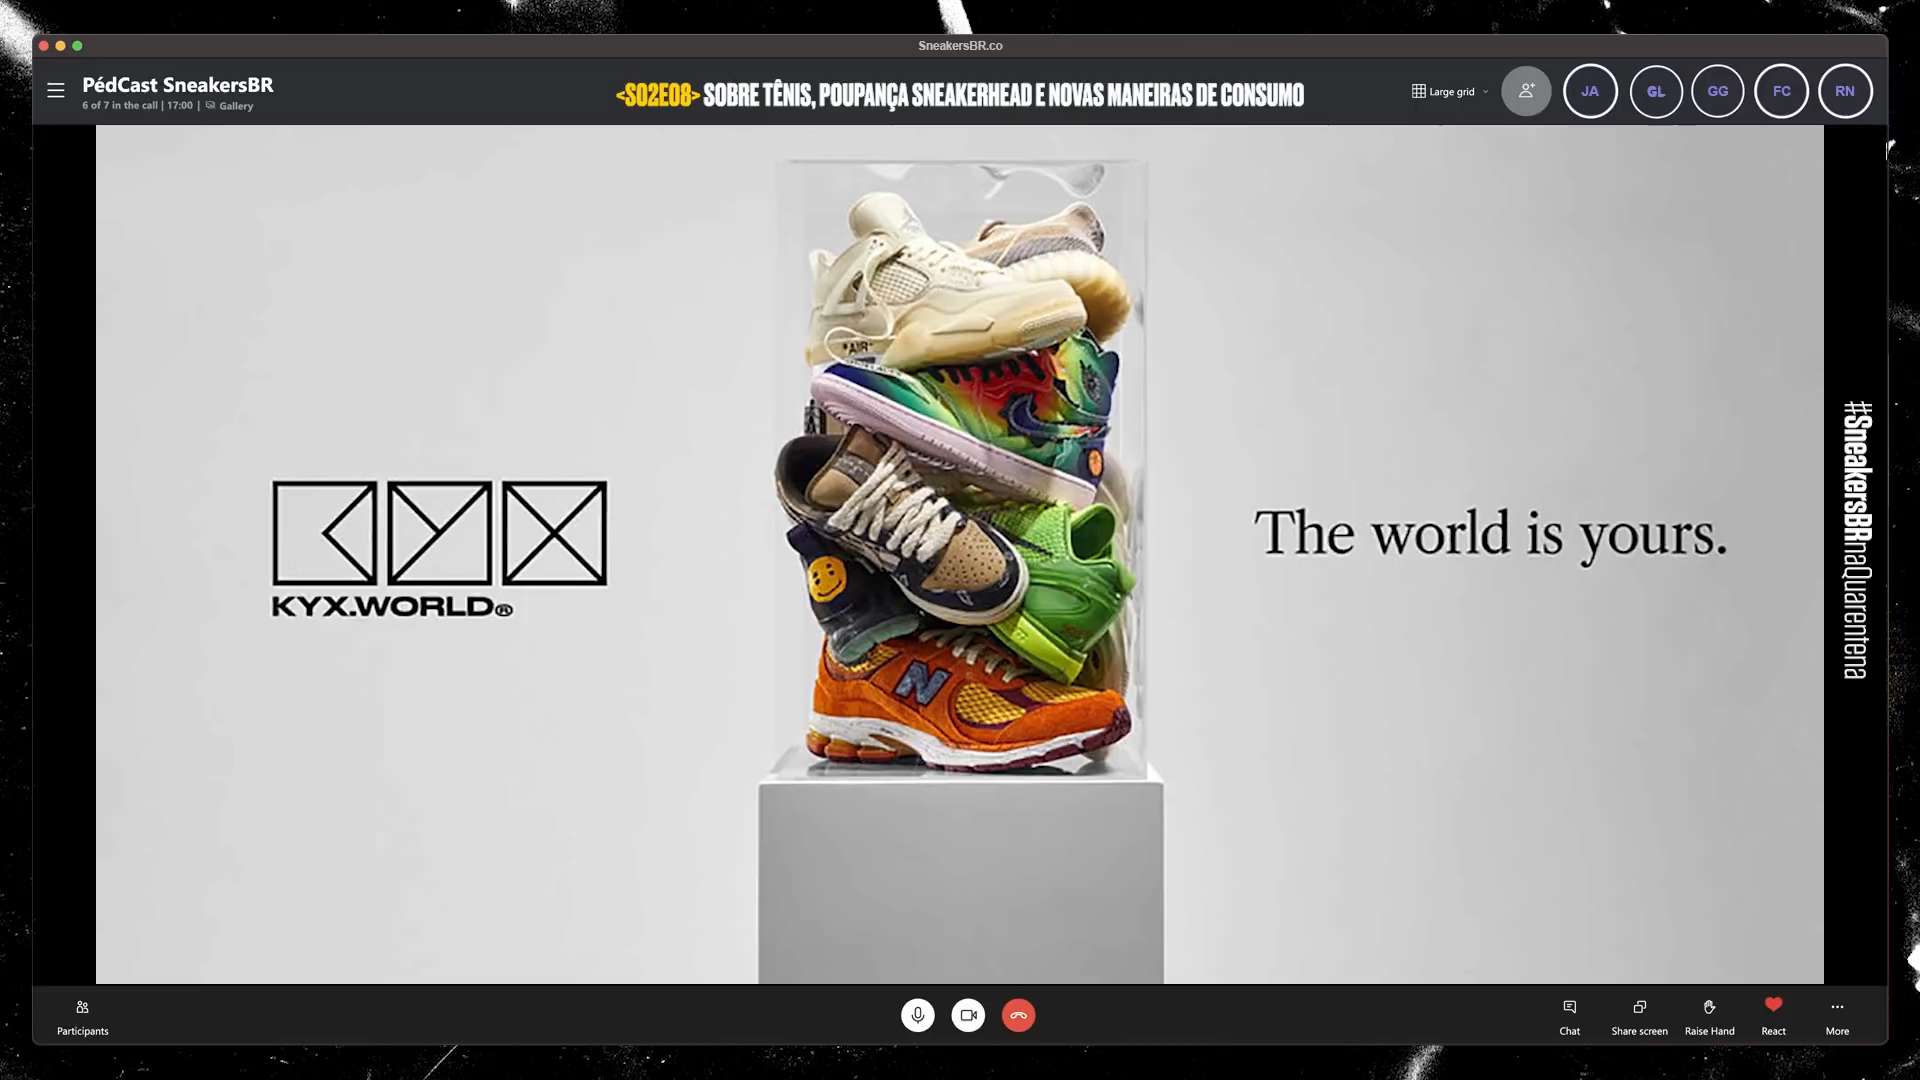 SneakersBR.co
PédCast SneakersBR
6 of 7 in the call | 17:00 | Gallery
<S02E08> SOBRE TÊNIS, POUPANÇA SNEAKERHEAD E NOVAS MANEIRAS DE CONSUMO
Large grid
JA
GL
GG
FC
RN
"AIR"
N
KYX
KYX.WORLD®
The world is yours.
#SneakersBRnaQuarentena
Participants
Chat
Share screen
Raise Hand
React
More